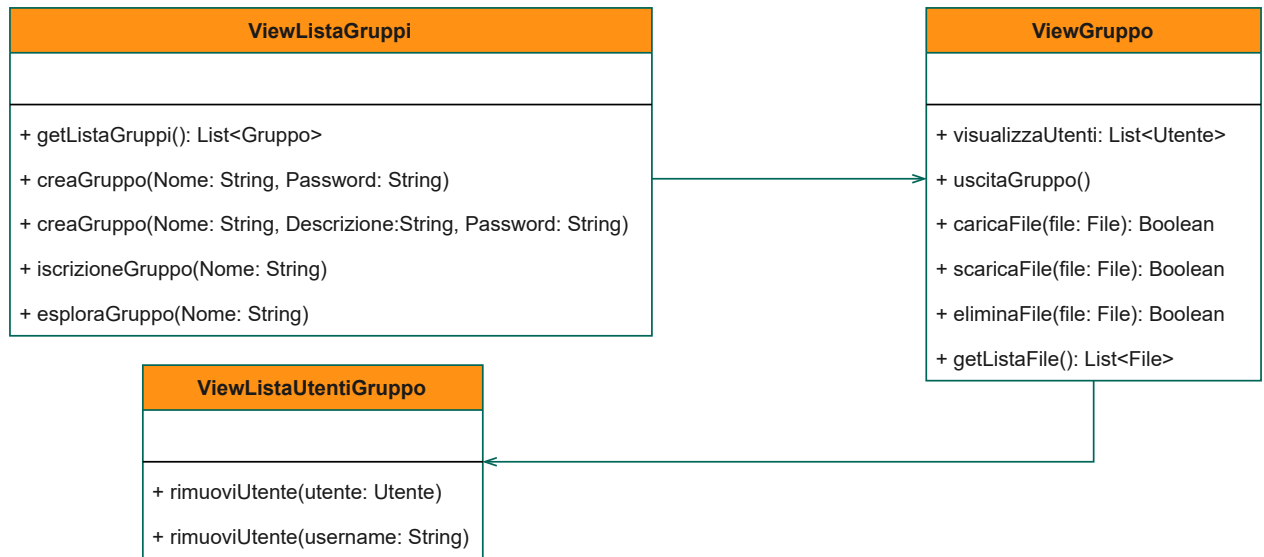 ViewListaGruppi
+ getListaGruppi(): List<Gruppo>
+ creaGruppo(Nome: String, Password: String)
+ creaGruppo(Nome: String, Descrizione:String, Password: String)
+ iscrizioneGruppo(Nome: String)
+ esploraGruppo(Nome: String)
ViewGruppo
+ visualizzaUtenti: List<Utente>
+ uscitaGruppo()
+ caricaFile(file: File): Boolean
+ scaricaFile(file: File): Boolean
+ eliminaFile(file: File): Boolean
+ getListaFile(): List<File>
ViewListaUtentiGruppo
+ rimuoviUtente(utente: Utente)
+ rimuoviUtente(username: String)